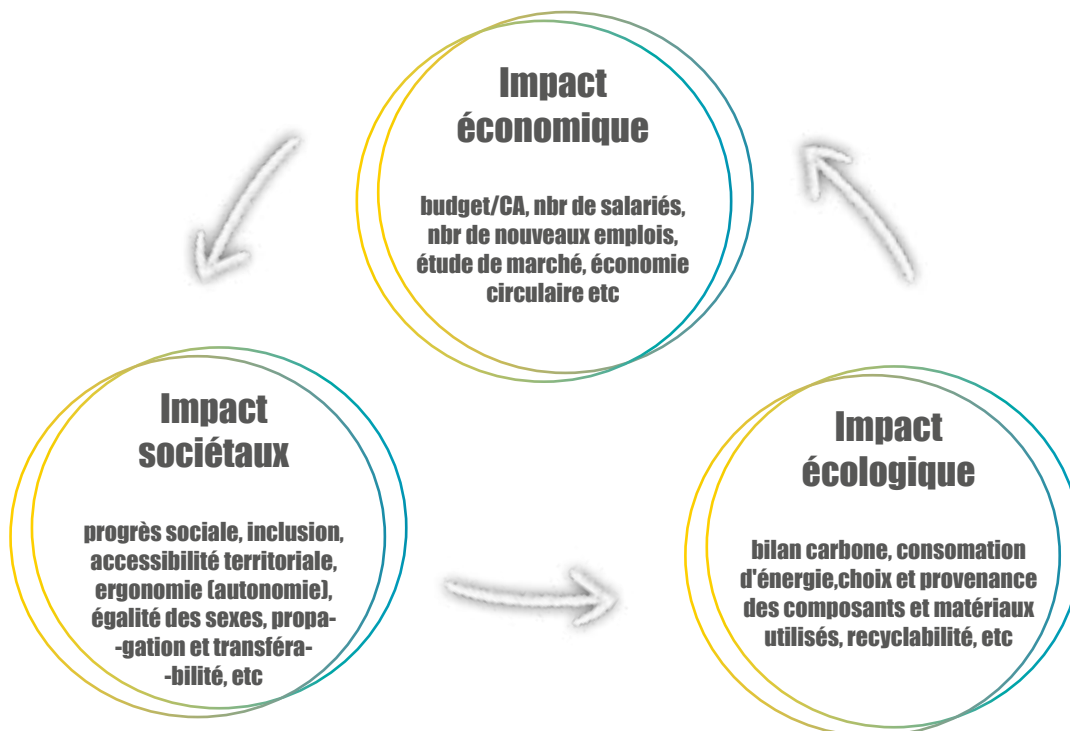 Impact
économique
budget/CA, nbr de salariés,
nbr de nouveaux emplois,
étude de marché, économie
circulaire etc
Impact
sociétaux
progrès sociale, inclusion,
accessibilité territoriale,
ergonomie (autonomie),
égalité des sexes, propa-
-gation et transféra-
-bilité, etc
Impact
écologique
bilan carbone, consomation
d'énergie,choix et provenance
des composants et matériaux
utilisés, recyclabilité, etc